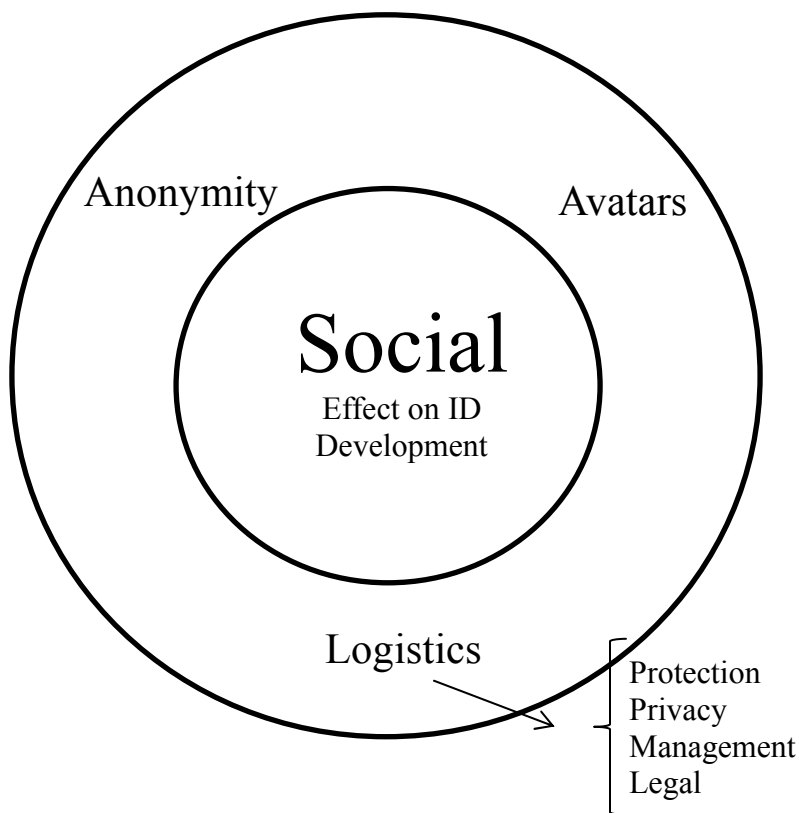 Anonymity
Avatars
Social
Effect on ID
Development
Logistics
Protection
Privacy
Management
Legal